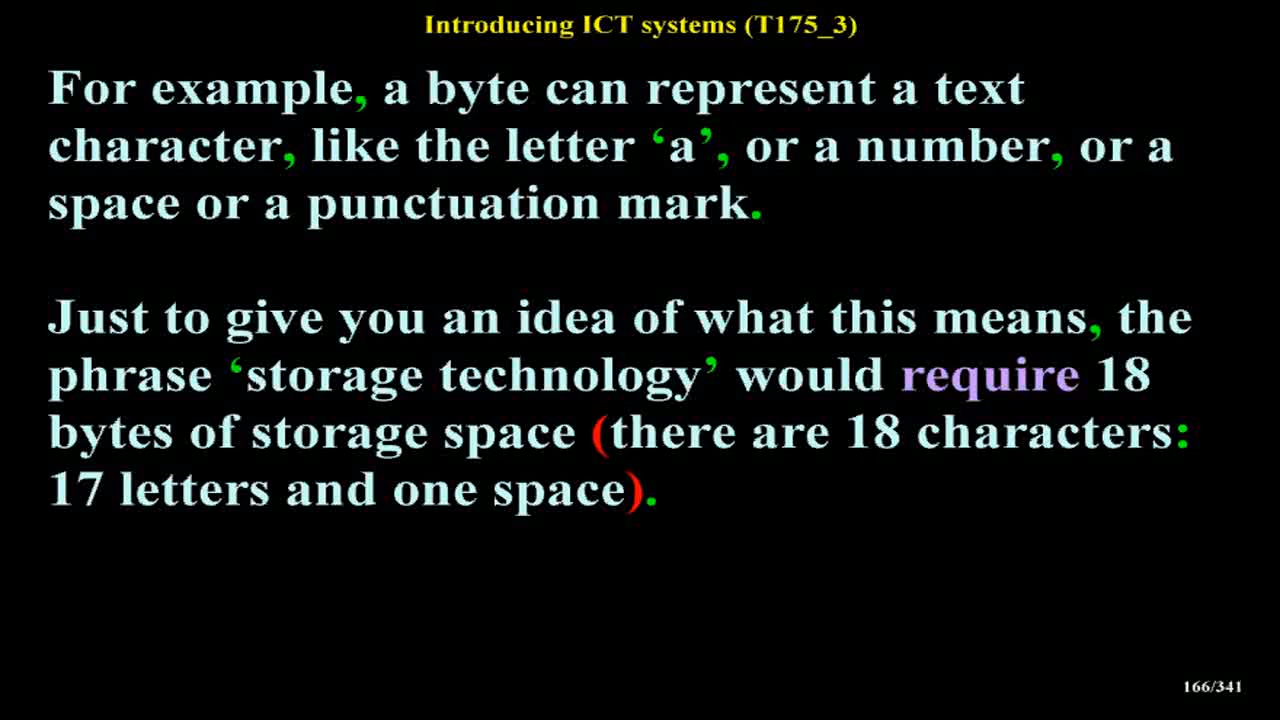 Introducing ICT systems (T175_3)
For example, a byte can represent a text
character, like the letter ‘a’, or a number, or a
space or a punctuation mark.
Just to give you an idea of what this means, the
phrase ‘storage technology’ would require 18
bytes of storage space (there are 18 characters:
17 letters and one space).
166/341